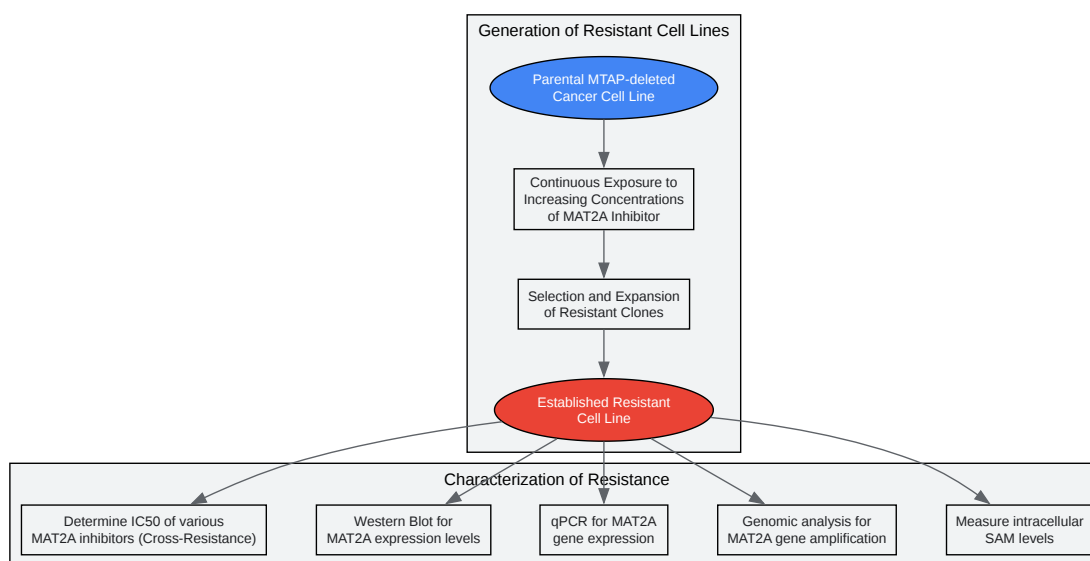 Generation of Resistant Cell Lines
Parental MTAP-deleted
Cancer Cell Line
Continuous Exposure to
Increasing Concentrations
of MAT2A Inhibitor
Selection and Expansion
of Resistant Clones
Established Resistant
Cell Line
Characterization of Resistance
Determine IC50 of various
MAT2A inhibitors (Cross-Resistance)
Western Blot for
MAT2A expression levels
qPCR for MAT2A
gene expression
Genomic analysis for
MAT2A gene amplification
Measure intracellular
SAM levels